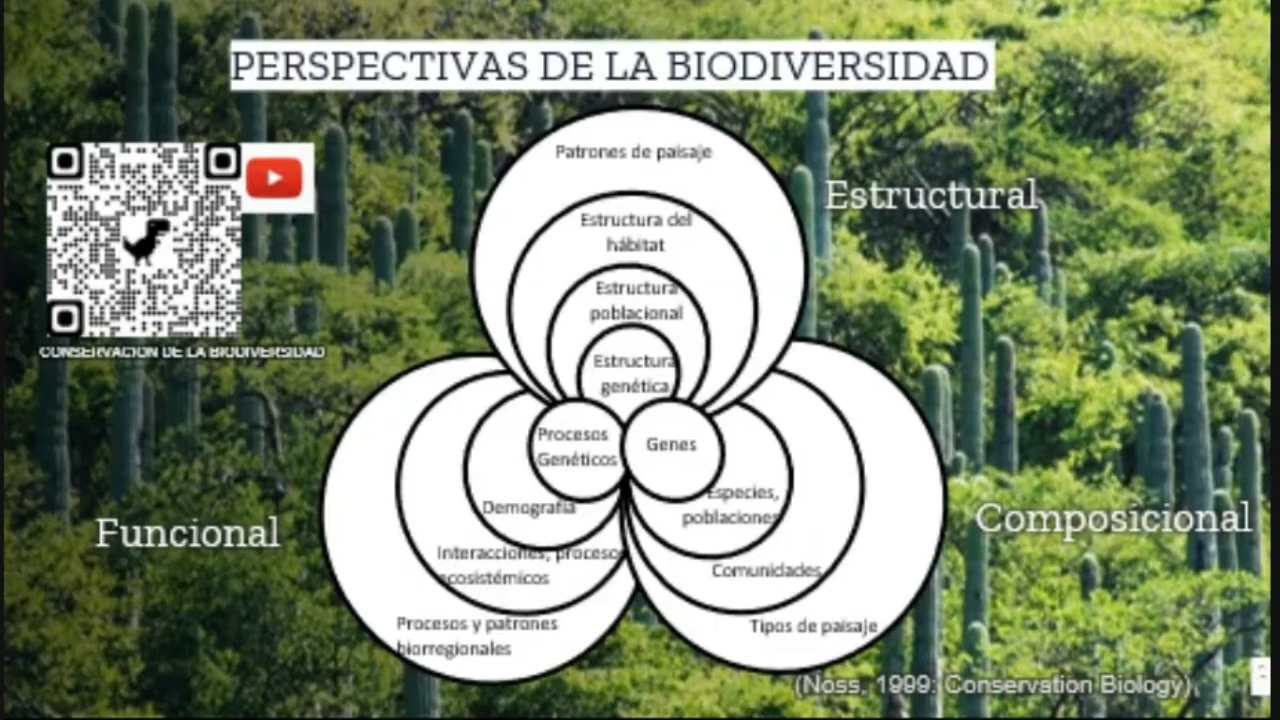 PERSPECTIVAS DE LA BIODIVERSIDAD
CONSERVACIÓN DE LA BIODIVERSIDAD
Estructural
Patrones de paisaje
Estructura del
hábitat
Estructura
poblacional
Estructura
genética
Funcional
Procesos
Genéticos
Demografía
Interacciones, procesos
ecosistémicos
Procesos y patrones
biorregionales
Composicional
Genes
Especies,
poblaciones
Comunidades
Tipos de paisaje
(Noss, 1999: Conservation Biology)